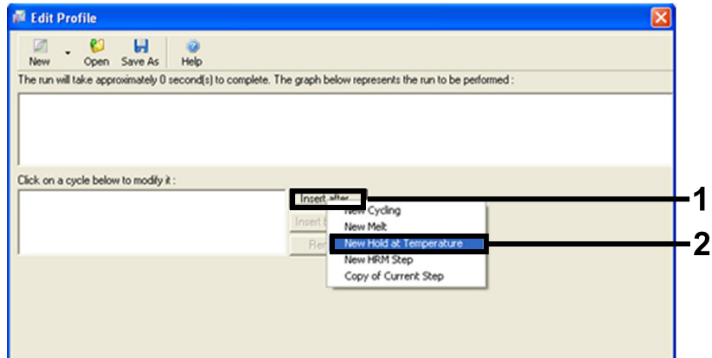 Edit Profile
New Open Save As Help
The run will take approximately 0 second(s) to complete. The graph below represents the run to be performed :
Click on a cycle below to modify it :
Insert after... 1
New Cycling
Insert
New Melt
New Hold at Temperature 2
New HRM Step
Copy of Current Step